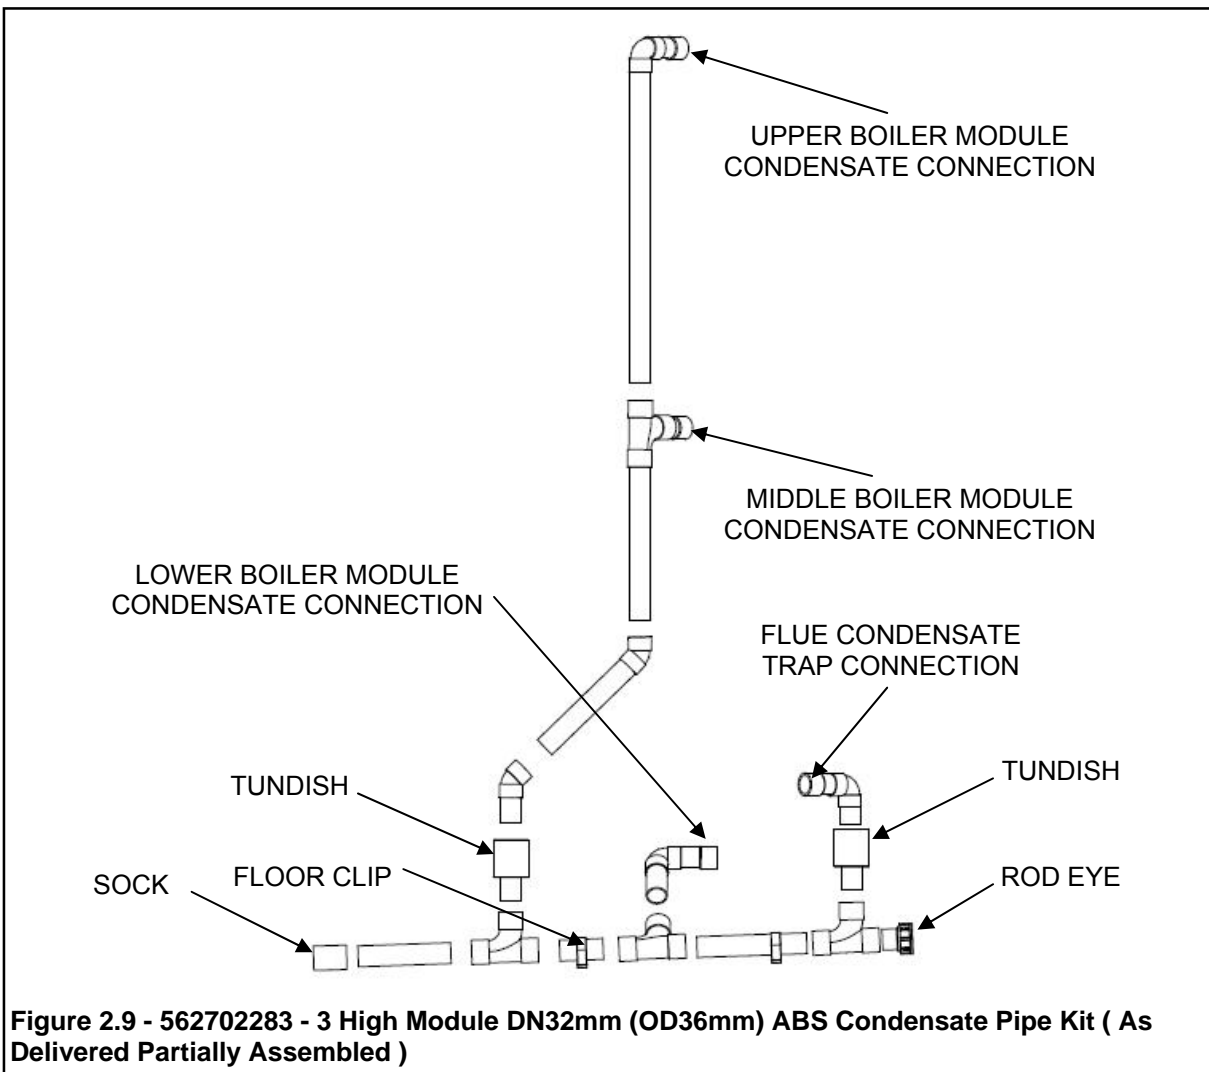 UPPER BOILER MODULE
CONDENSATE CONNECTION
MIDDLE BOILER MODULE
CONDENSATE CONNECTION
LOWER BOILER MODULE
CONDENSATE CONNECTION
FLUE CONDENSATE
TRAP CONNECTION
TUNDISH
TUNDISH
SOCK
FLOOR CLIP
ROD EYE
Figure 2.9 - 562702283 - 3 High Module DN32mm (OD36mm) ABS Condensate Pipe Kit ( As
Delivered Partially Assembled )